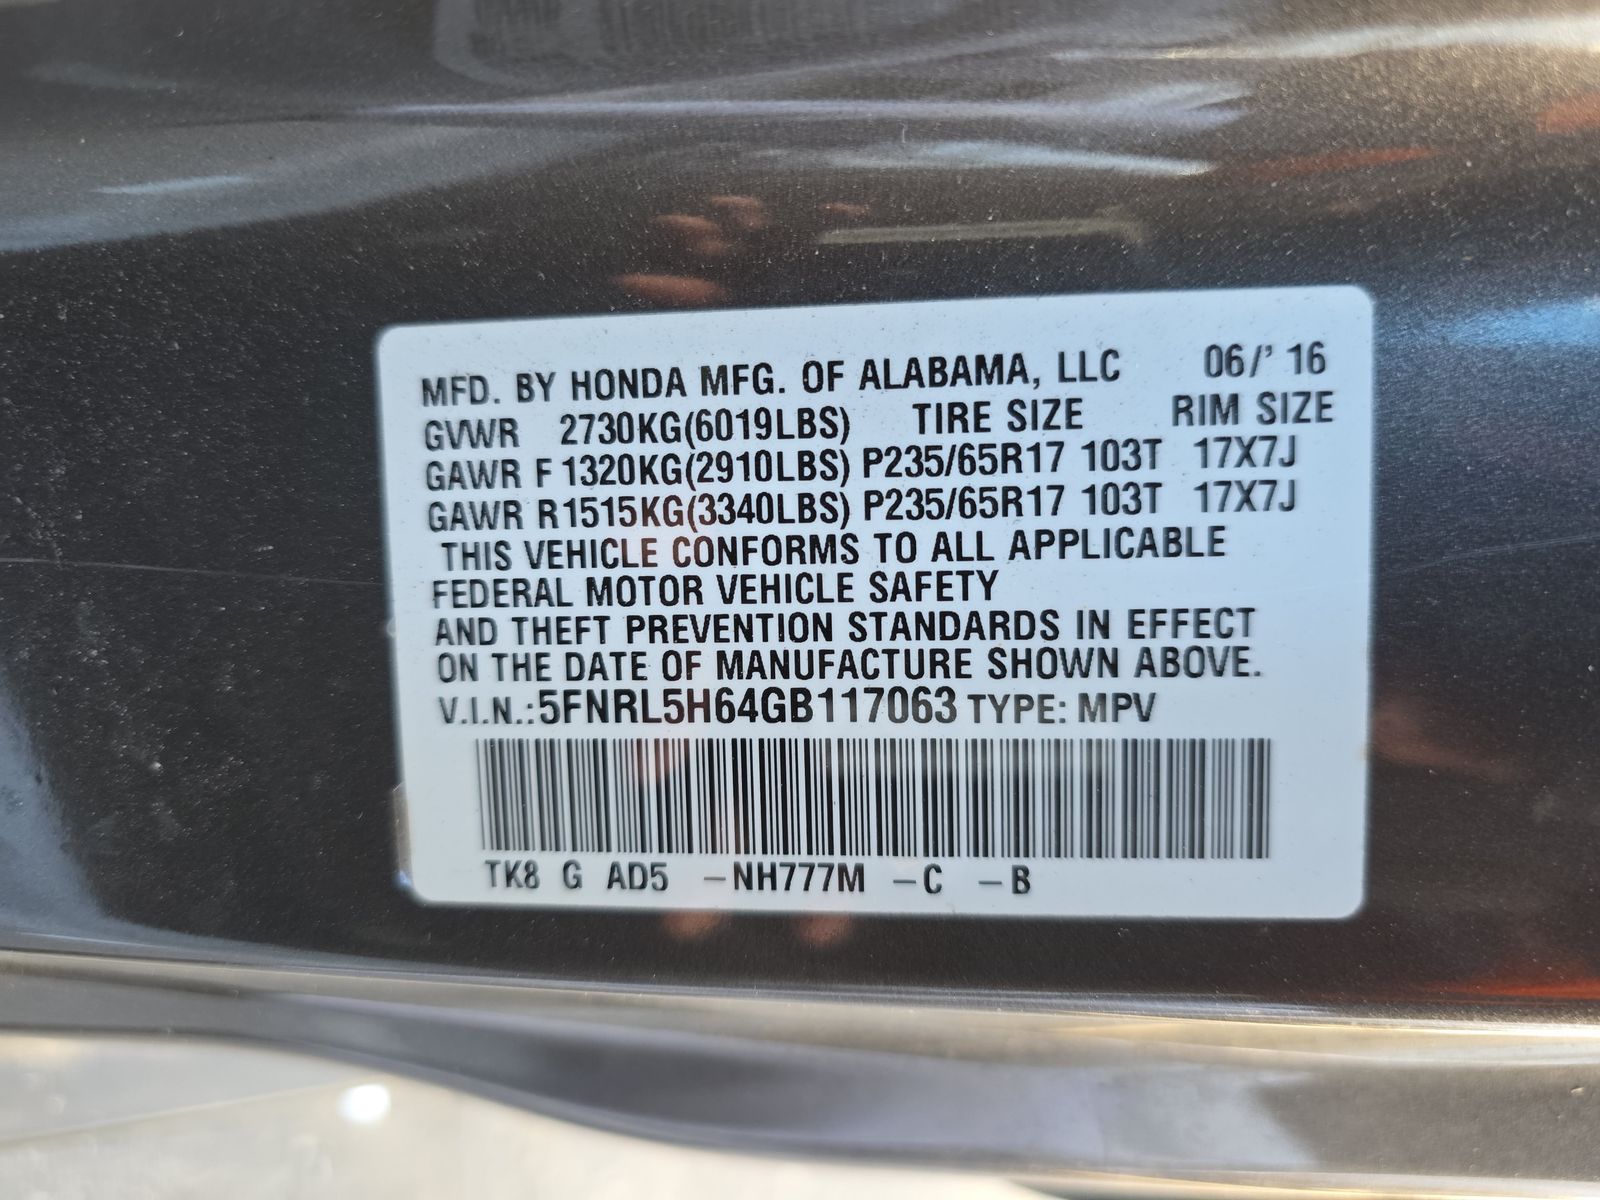 MFD. BY HONDA MFG. OF ALABAMA, LLC 06/' 16
GVWR 2730KG(6019LBS) TIRE SIZE RIM SIZE
GAWR F 1320KG(2910LBS) P235/65R17 103T 17X7J
GAWR R1515KG(3340LBS) P235/65R17 103T 17X7J
THIS VEHICLE CONFORMS TO ALL APPLICABLE
FEDERAL MOTOR VEHICLE SAFETY
AND THEFT PREVENTION STANDARDS IN EFFECT
ON THE DATE OF MANUFACTURE SHOWN ABOVE.
V.I.N.:5FNRL5H64GB117063 TYPE: MPV
TK8 G AD5 –NH777M –C –B